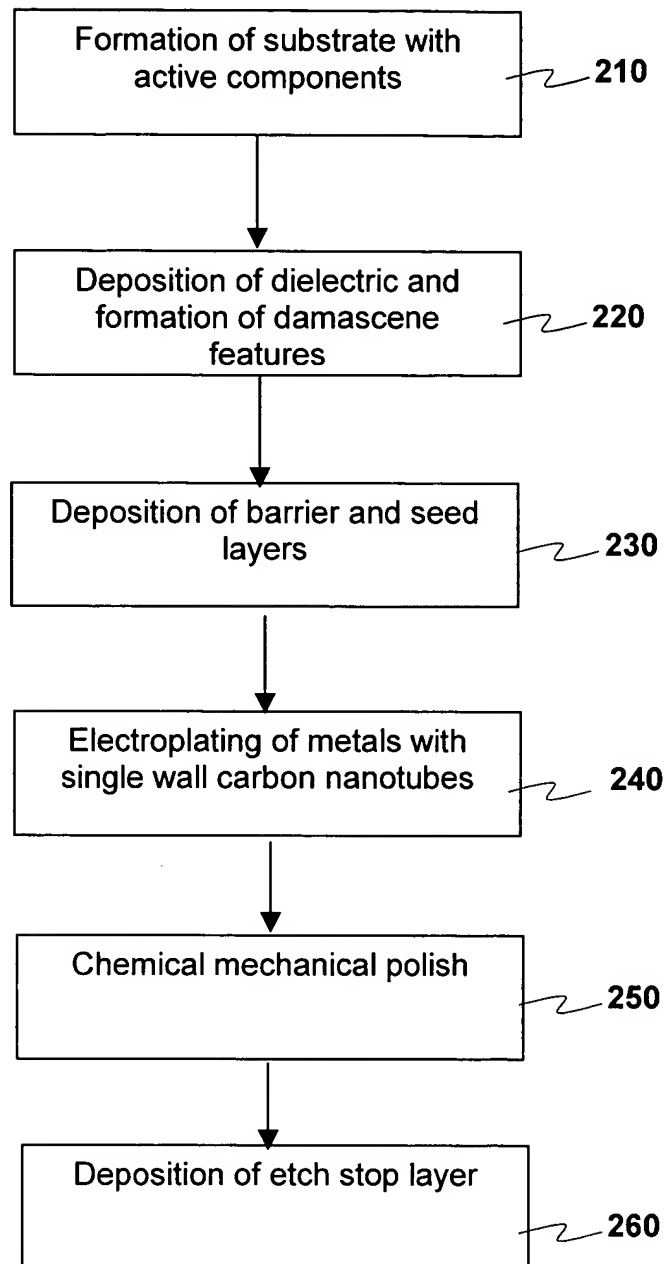 Formation of substrate with
active components
210
Deposition of dielectric and
formation of damascene
features
220
Deposition of barrier and seed
layers
230
Electroplating of metals with
single wall carbon nanotubes
240
Chemical mechanical polish
250
Deposition of etch stop layer
260